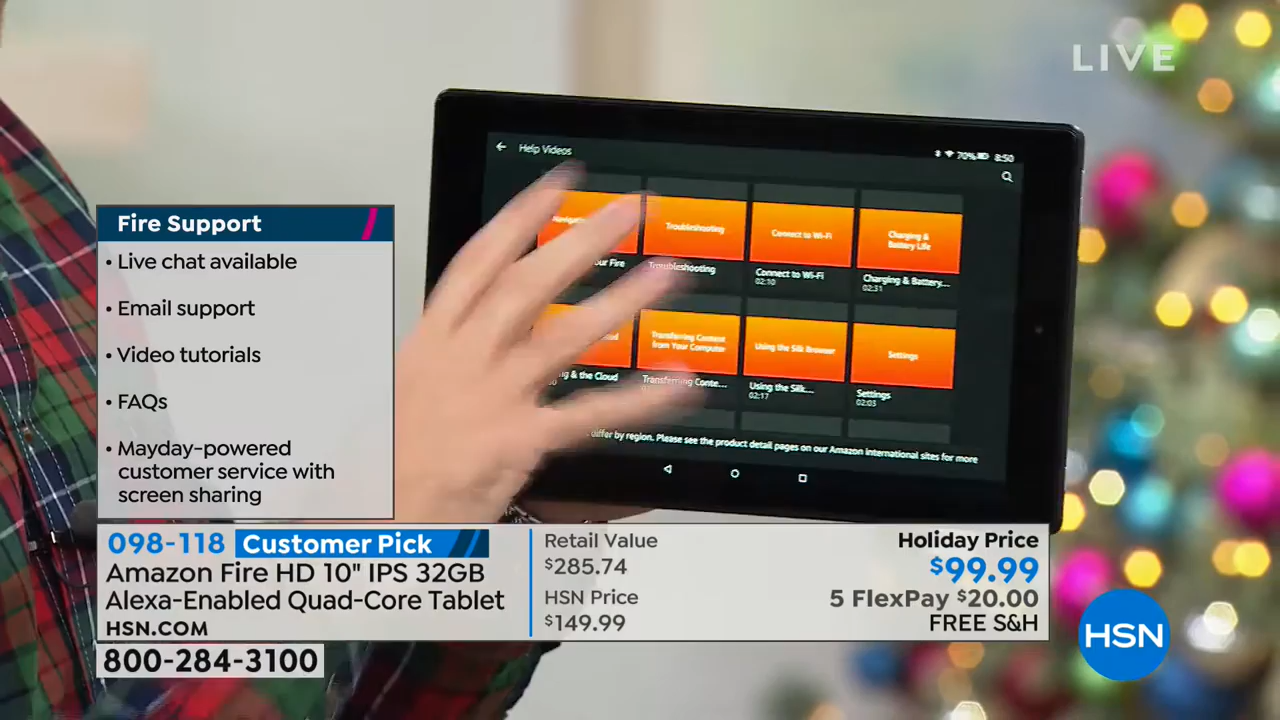 LIVE
Help Videos
70%
8:50
Troubleshooting
Connect to Wi-Fi
Charging &
Battery Life
our Fire
Troubleshooting
Connect to Wi-Fi
02:10
Charging & Battery...
02:31
Transferring Content
from Your Computer
Using the Silk Browser
Settings
& the Cloud
Transferring Conte...
Using the Silk...
02:17
Settings
02:03
differ by region. Please see the product detail pages on our Amazon international sites for more
Fire Support
• Live chat available
• Email support
• Video tutorials
• FAQs
• Mayday-powered
customer service with
screen sharing
098-118 Customer Pick
Amazon Fire HD 10" IPS 32GB
Alexa-Enabled Quad-Core Tablet
HSN.COM
800-284-3100
Retail Value
$285.74
HSN Price
$149.99
Holiday Price
$99.99
5 FlexPay $20.00
FREE S&H
HSN